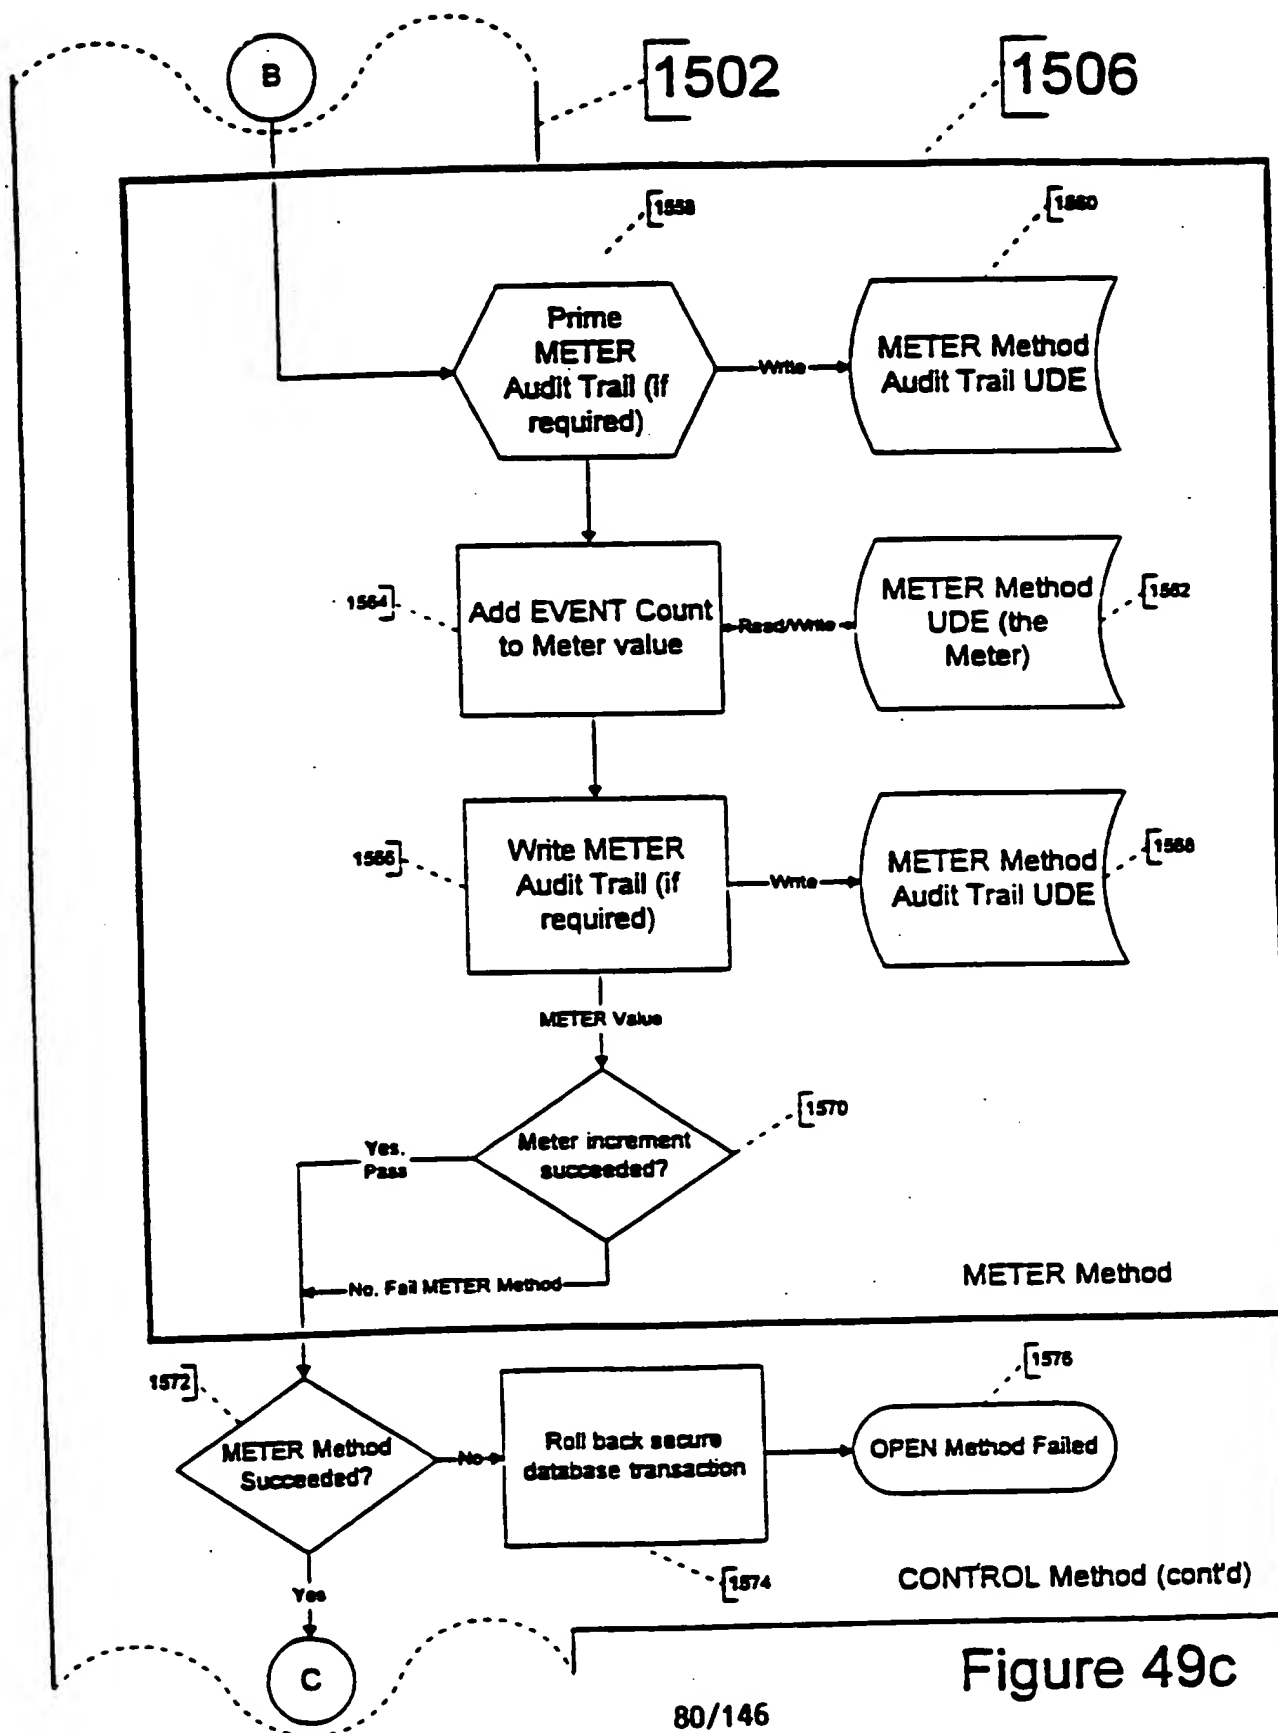 B
1502
1506
1558
1560
Prime
METER
Audit Trail (if
required)
Write
METER Method
Audit Trail UDE
1564
Add EVENT Count
to Meter value
Read/Write
METER Method
UDE (the
Meter)
1562
1566
Write METER
Audit Trail (if
required)
Write
METER Method
Audit Trail UDE
1568
METER Value
1570
Meter increment
succeeded?
Yes.
Pass
No. Fail METER Method
METER Method
1572
METER Method
Succeeded?
No
Roll back secure
database transaction
1576
OPEN Method Failed
1574
Yes
CONTROL Method (cont'd)
C
Figure 49c
80/146